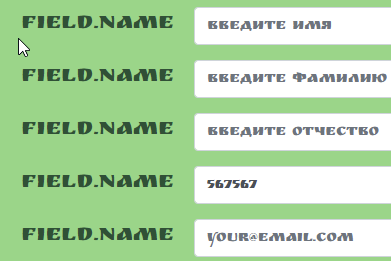 FIELD.NAME ВВЕДИТЕ ИМЯ
FIELD.NAME ВВЕДИТЕ ФАМИЛИЮ
FIELD.NAME ВВЕДИТЕ ОТЧЕСТВО
FIELD.NAME 567567
FIELD.NAME YOUR@EMAIL.COM